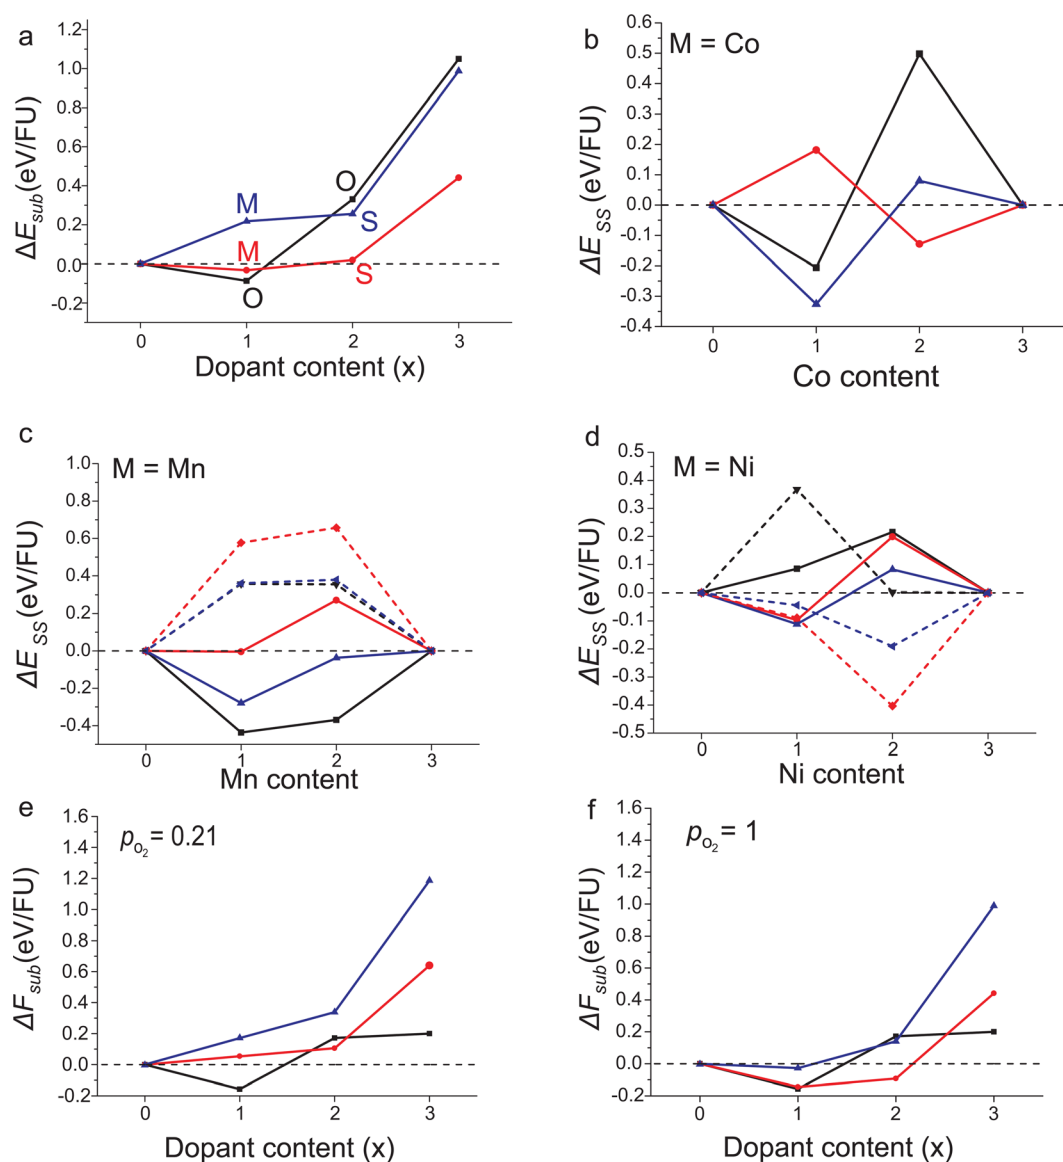 a
ΔE_sub (eV/FU)
1.2
1.0
0.8
0.6
0.4
0.2
0.0
-0.2
M
M
O
O
S
S
0
1
2
3
Dopant content (x)
b
M = Co
ΔE_SS (eV/FU)
0.6
0.5
0.4
0.3
0.2
0.1
0.0
-0.1
-0.2
-0.3
-0.4
0
1
2
3
Co content
c
M = Mn
ΔE_SS (eV/FU)
1.0
0.8
0.6
0.4
0.2
0.0
-0.2
-0.4
0
1
2
3
Mn content
d
M = Ni
ΔE_SS (eV/FU)
0.5
0.4
0.3
0.2
0.1
0.0
-0.1
-0.2
-0.3
-0.4
-0.5
0
1
2
3
Ni content
e
p_O₂ = 0.21
ΔF_sub (eV/FU)
1.6
1.4
1.2
1.0
0.8
0.6
0.4
0.2
0.0
-0.2
0
1
2
3
Dopant content (x)
f
p_O₂ = 1
ΔF_sub (eV/FU)
1.6
1.4
1.2
1.0
0.8
0.6
0.4
0.2
0.0
-0.2
0
1
2
3
Dopant content (x)